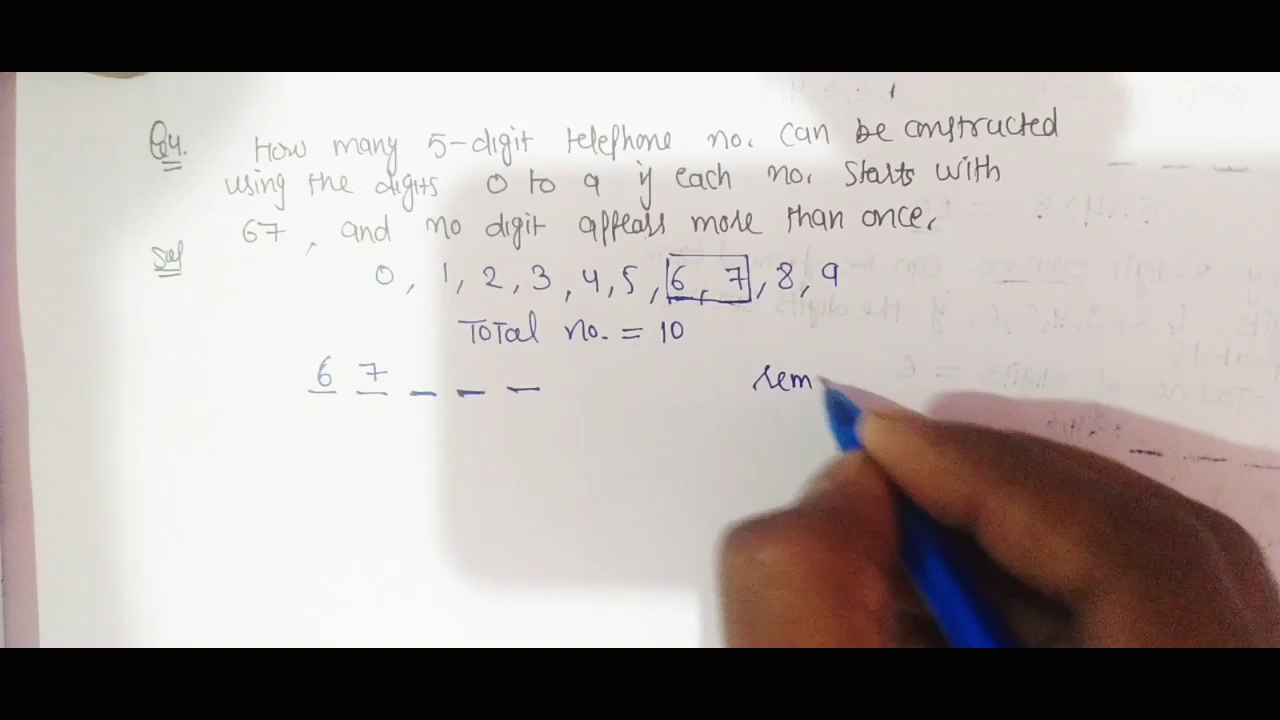 Q4. How many 5-digit telephone no. can be constructed
using the digits 0 to 9 if each no. starts with
67, and no digit appears more than once.
Sol
0, 1, 2, 3, 4, 5, 6, 7, 8, 9
Total no. = 10
6 7 _ _ _ rem